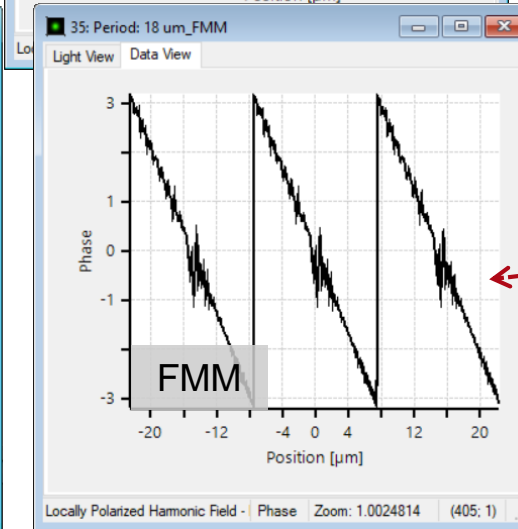 35: Period: 18 um_FMM
Light View Data View
3
1
0
-1
-3
Phase
FMM
-20 -12 -4 0 4 12 20
Position [µm]
Locally Polarized Harmonic Field - Phase Zoom: 1.0024814 (405; 1)